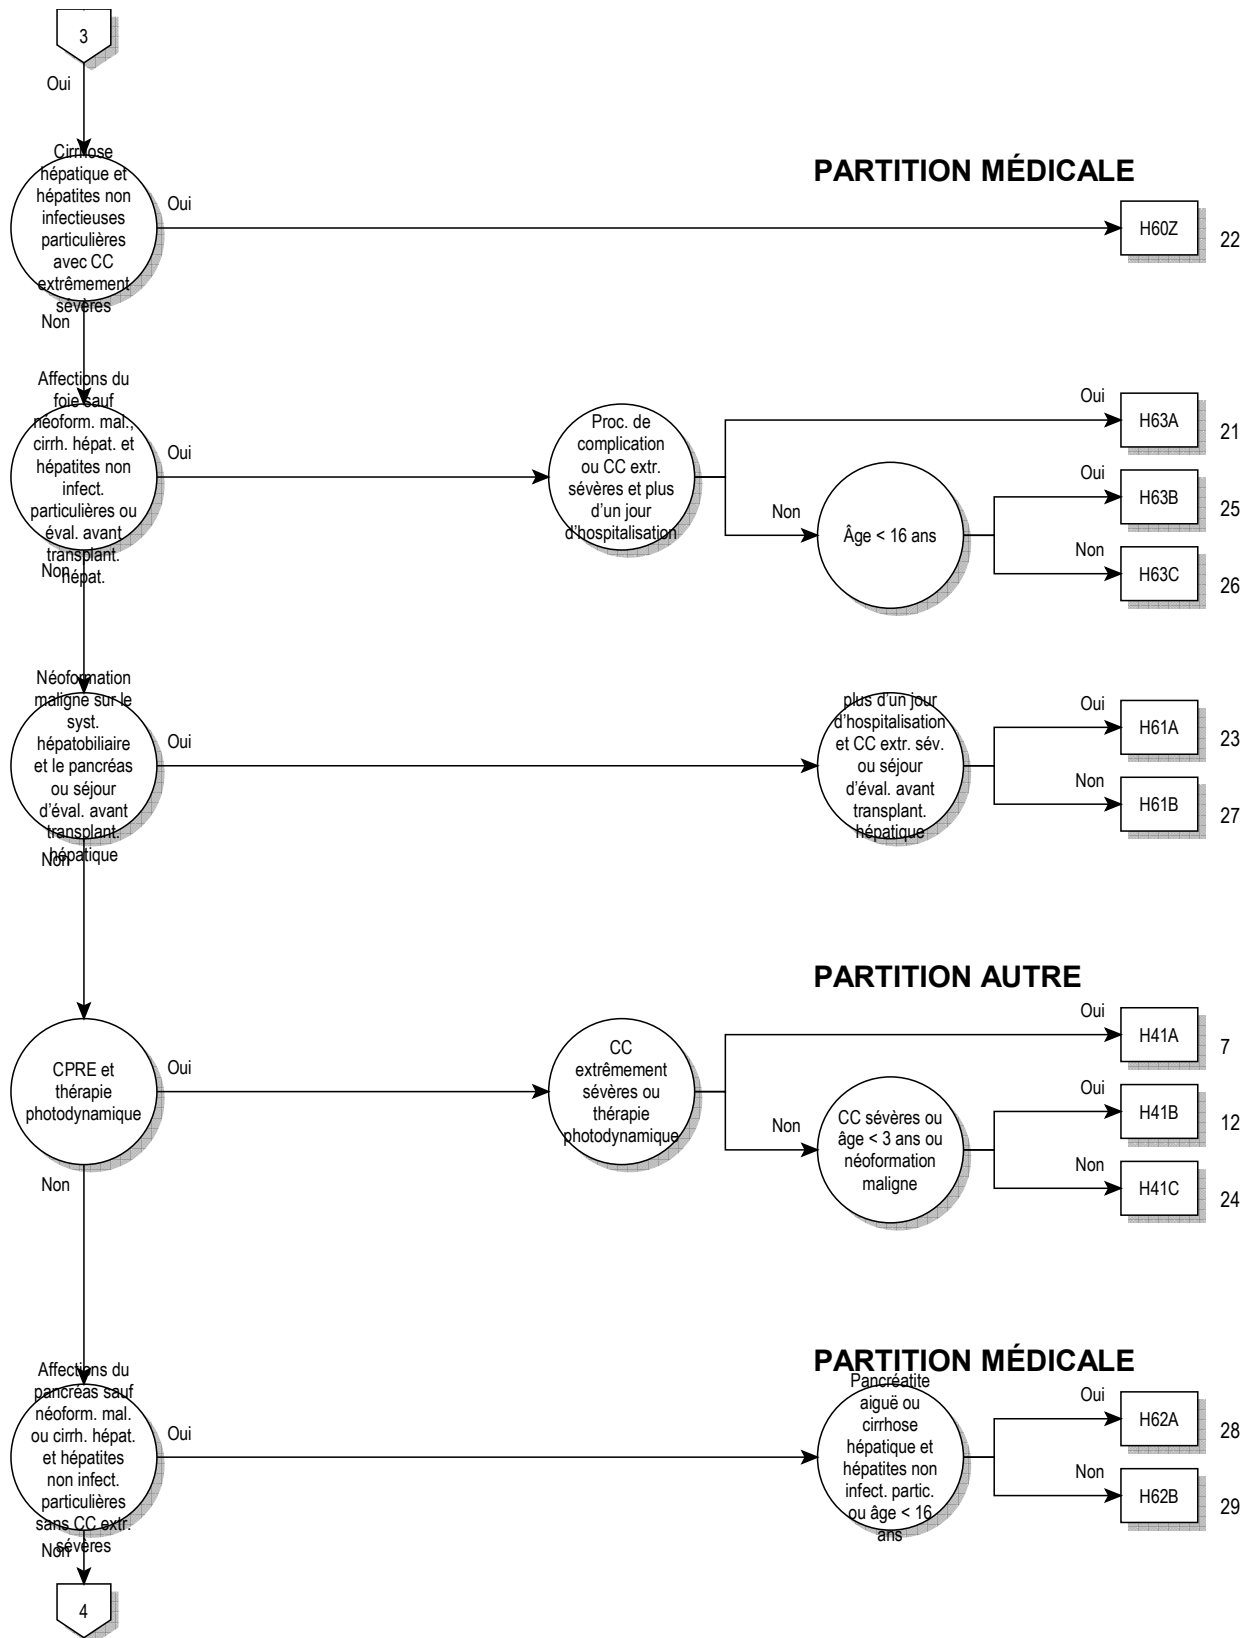 3
Oui
Cirrhose
hépatique et
hépatites non
infectieuses
particulières
avec CC
extrêmement
sévères
Oui
PARTITION MÉDICALE
H60Z
22
Non
Affections du
foie sauf
néoform. mal.,
cirrh. hépat. et
hépatites non
infect.
particulières ou
éval. avant
transplant.
hépat.
Oui
Proc. de
complication
ou CC extr.
sévères et plus
d'un jour
d'hospitalisation
Oui
H63A
21
Non
Âge < 16 ans
Oui
H63B
25
Non
H63C
26
Non
Néoformation
maligne sur le
syst.
hépatobiliaire
et le pancréas
ou séjour
d'éval. avant
transplant.
hépatique
Oui
plus d'un jour
d'hospitalisation
et CC extr. sév.
ou séjour
d'éval. avant
transplant.
hépatique
Oui
H61A
23
Non
H61B
27
Non
PARTITION AUTRE
CPRE et
thérapie
photodynamique
Oui
CC
extrêmement
sévères ou
thérapie
photodynamique
Oui
H41A
7
Non
CC sévères ou
âge < 3 ans ou
néoformation
maligne
Oui
H41B
12
Non
H41C
24
Non
PARTITION MÉDICALE
Affections du
pancréas sauf
néoform. mal.
ou cirrh. hépat.
et hépatites
non infect.
particulières
sans CC extr.
sévères
Oui
Pancréatite
aiguë ou
cirrhose
hépatique et
hépatites non
infect. partic.
ou âge < 16
ans
Oui
H62A
28
Non
H62B
29
Non
4